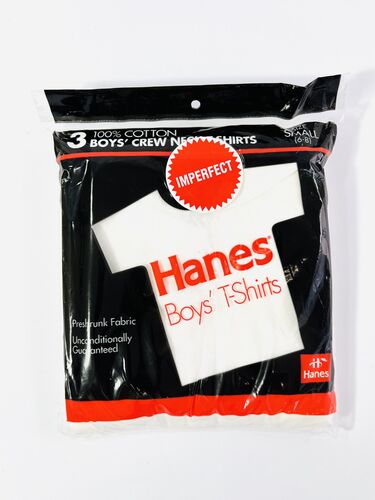 3 100% COTTON
BOYS' CREW NECK T-SHIRTS
SMALL
(6-8)
IMPERFECT
Hanes®
Boys' T-Shirts
Preshrunk Fabric
Unconditionally
Guaranteed
Hanes